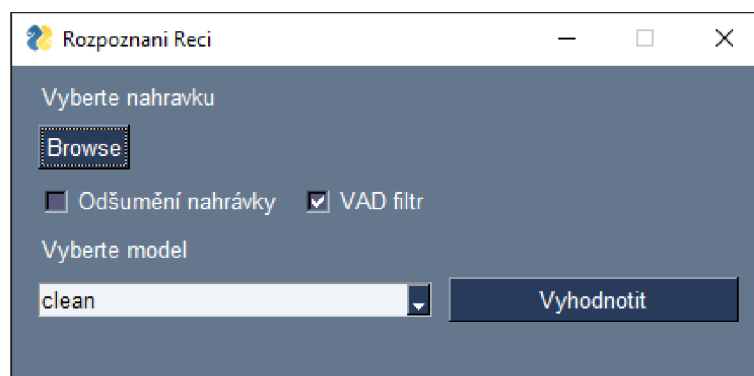 Rozpoznani Reci
Vyberte nahravku
Browse
Odšumění nahrávky VAD filtr
Vyberte model
clean Vyhodnotit